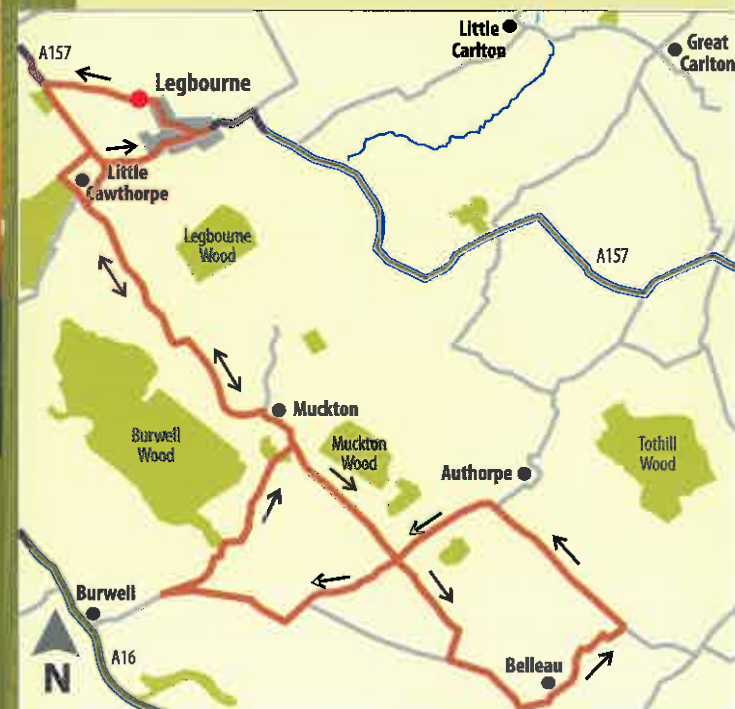 Little
Carlton
Great
Carlton
A157
Legbourne
Little
Cawthorpe
Legbourne
Wood
A157
Muckton
Burwell
Wood
Muckton
Wood
Authorpe
Tothill
Wood
Burwell
A16
N
Belleau